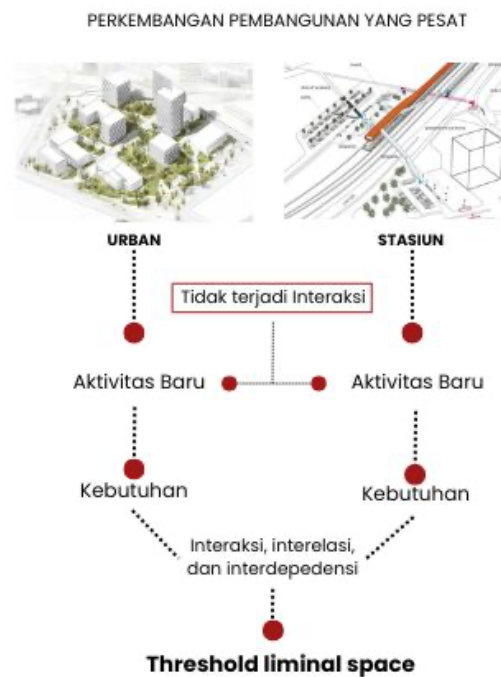 PERKEMBANGAN PEMBANGUNAN YANG PESAT
URBAN
STASIUN
Tidak terjadi Interaksi
Aktivitas Baru
Aktivitas Baru
Kebutuhan
Kebutuhan
Interaksi, interelasi,
dan interdepedensi
Threshold liminal space